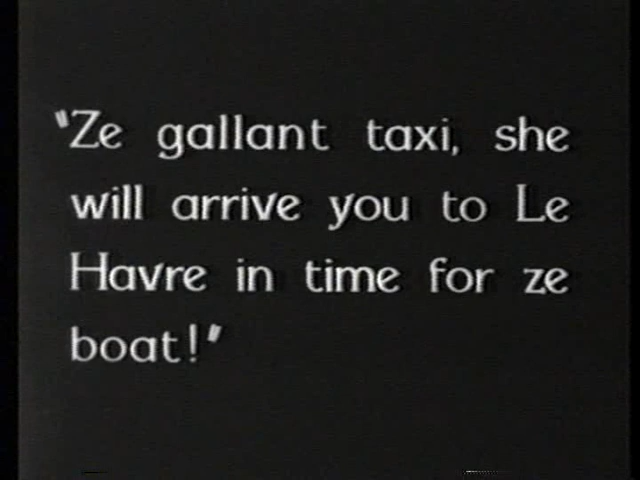 "Ze gallant taxi, she
will arrive you to Le
Havre in time for ze
boat!"